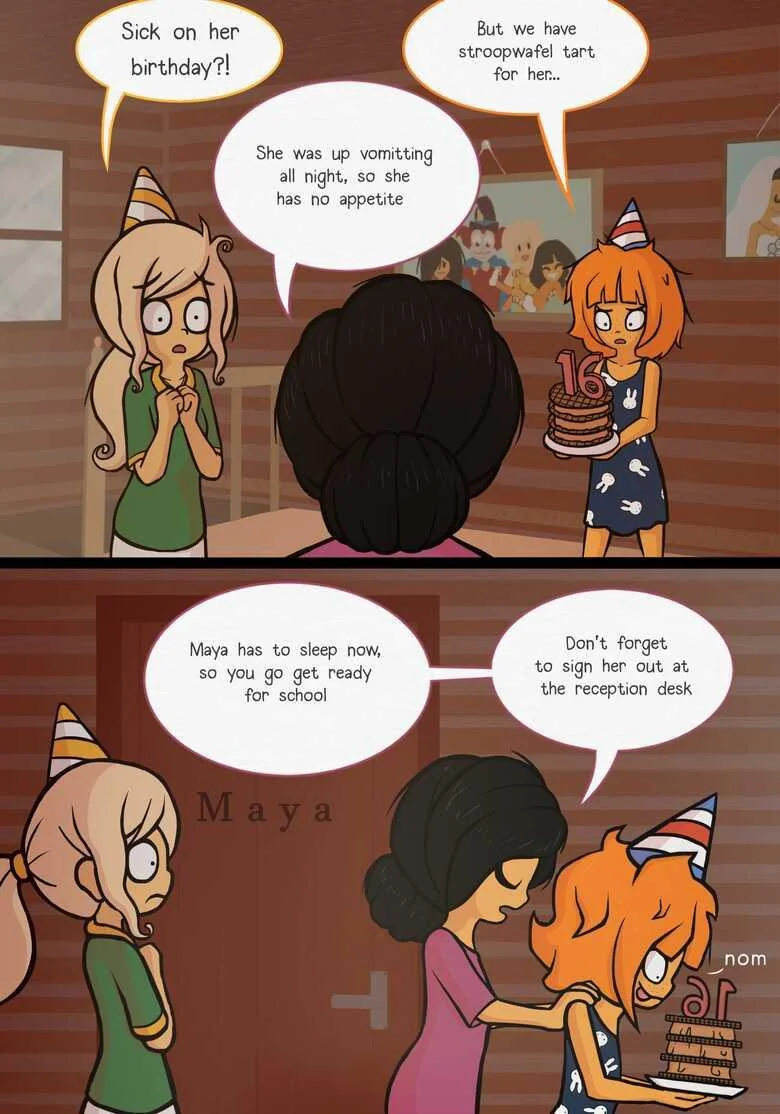 Sick on her
birthday?!
But we have
stroopwafel tart
for her...
She was up vomitting
all night, so she
has no appetite
16
Maya has to sleep now,
so you go get ready
for school
Don't forget
to sign her out at
the reception desk
Maya
nom
16